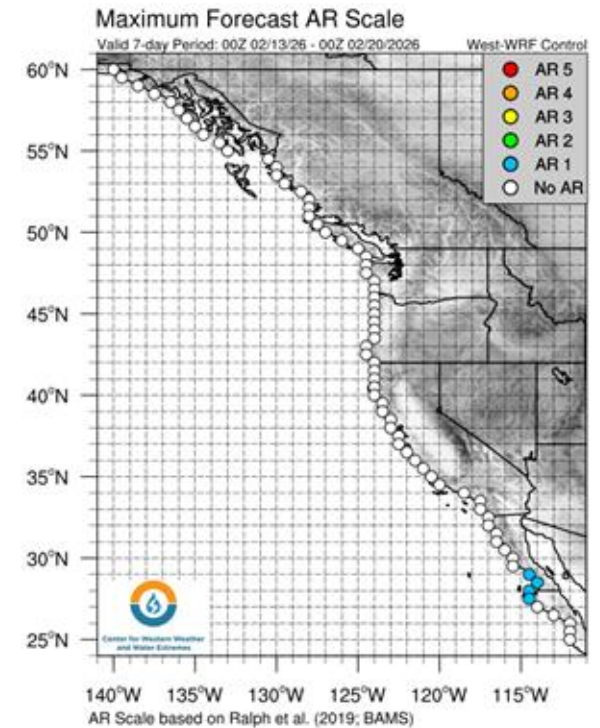 Maximum Forecast AR Scale
Valid 7-day Period: 00Z 02/13/26 - 00Z 02/20/2026 West-WRF Control
60°N
55°N
50°N
45°N
40°N
35°N
30°N
25°N
AR 5
AR 4
AR 3
AR 2
AR 1
No AR
Center for Western Weather
and Water Extremes
140°W 135°W 130°W 125°W 120°W 115°W
AR Scale based on Ralph et al. (2019; BAMS)